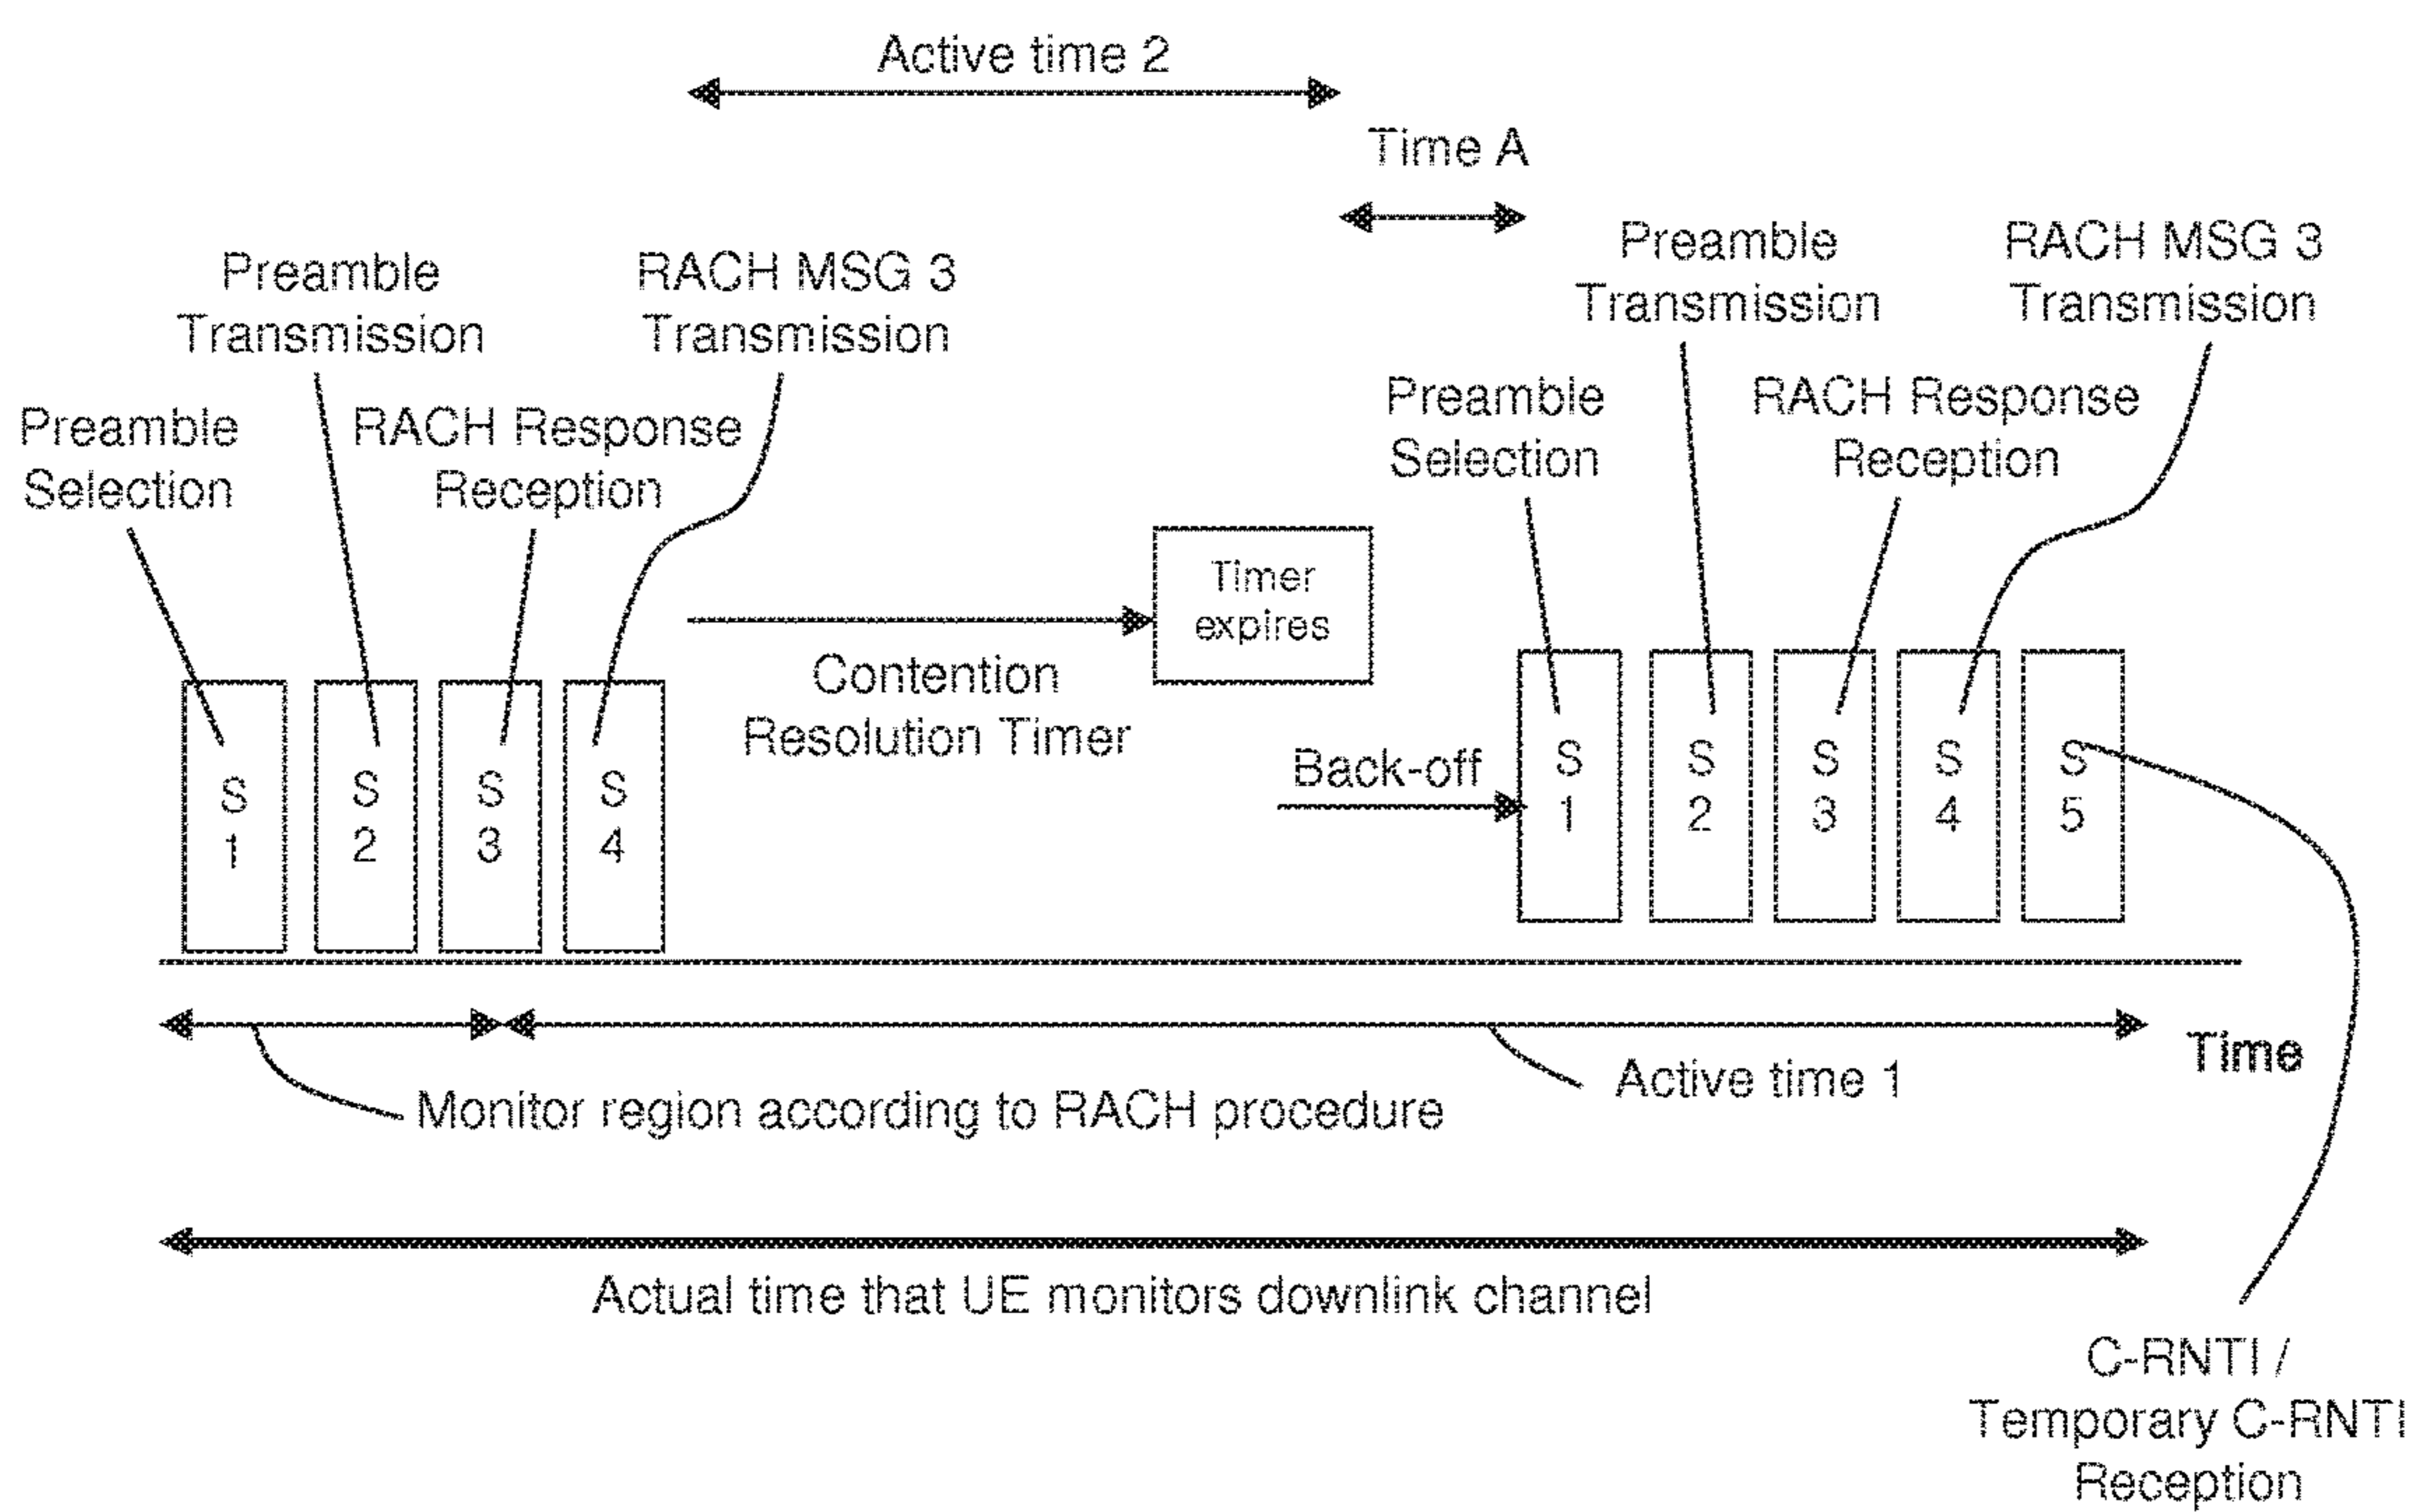 Active time 2
Time A
Preamble
Transmission
RACH MSG 3
Transmission
Preamble
Transmission
RACH MSG 3
Transmission
Preamble
Selection
RACH Response
Reception
Preamble
Selection
RACH Response
Reception
Timer
expires
Contention
Resolution Timer
Back-off
S
1
S
2
S
3
S
4
S
1
S
2
S
3
S
4
S
5
Time
Active time 1
Monitor region according to RACH procedure
Actual time that UE monitors downlink channel
C-RNTI /
Temporary C-RNTI
Reception